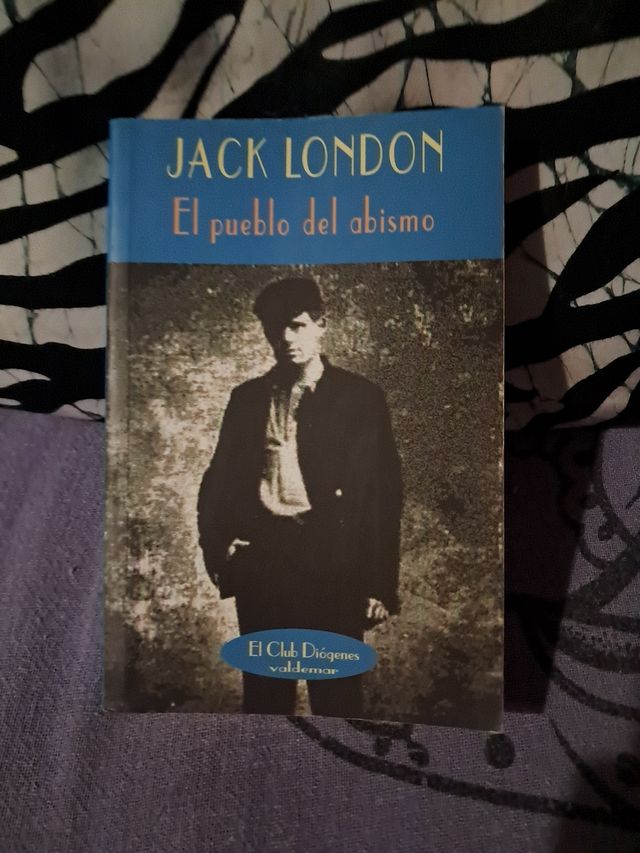 JACK LONDON
El pueblo del abismo
El Club Diógenes
valdemar